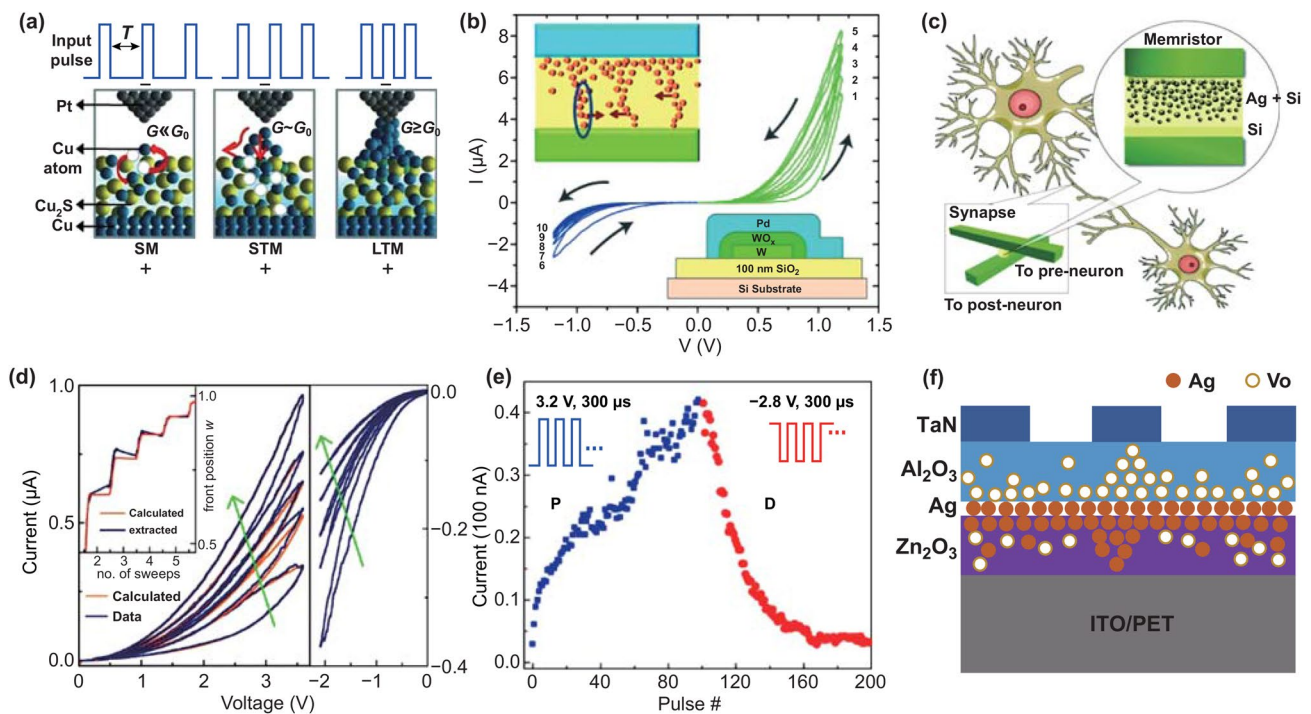 (a)
Input
pulse
T
Pt
Cu
atom
Cu₂S
Cu
G≪G₀
G~G₀
G≥G₀
−
−
−
SM
STM
LTM
+
+
+
(b)
I (μA)
8
6
4
2
0
−2
−4
5
4
3
2
1
10
9
8
7
6
Pd
WOₓ
W
100 nm SiO₂
Si Substrate
−1.5 −1.0 −0.5 0.0 0.5 1.0 1.5
V (V)
(c)
Memristor
Ag + Si
Si
Synapse
To pre-neuron
To post-neuron
(d)
Current (μA)
1.0
0.5
0.0
1.0
front position w
0.5
Calculated
extracted
2 3 4 5
no. of sweeps
Calculated
Data
0.0
−0.2
−0.4
0 1 2 3 −2 −1 0
Voltage (V)
(e)
Current (100 nA)
0.4
0.3
0.2
0.1
0.0
3.2 V, 300 μs
−2.8 V, 300 μs
P
D
0 40 80 120 160 200
Pulse #
(f)
Ag
Vo
TaN
Al₂O₃
Ag
Zn₂O₃
ITO/PET